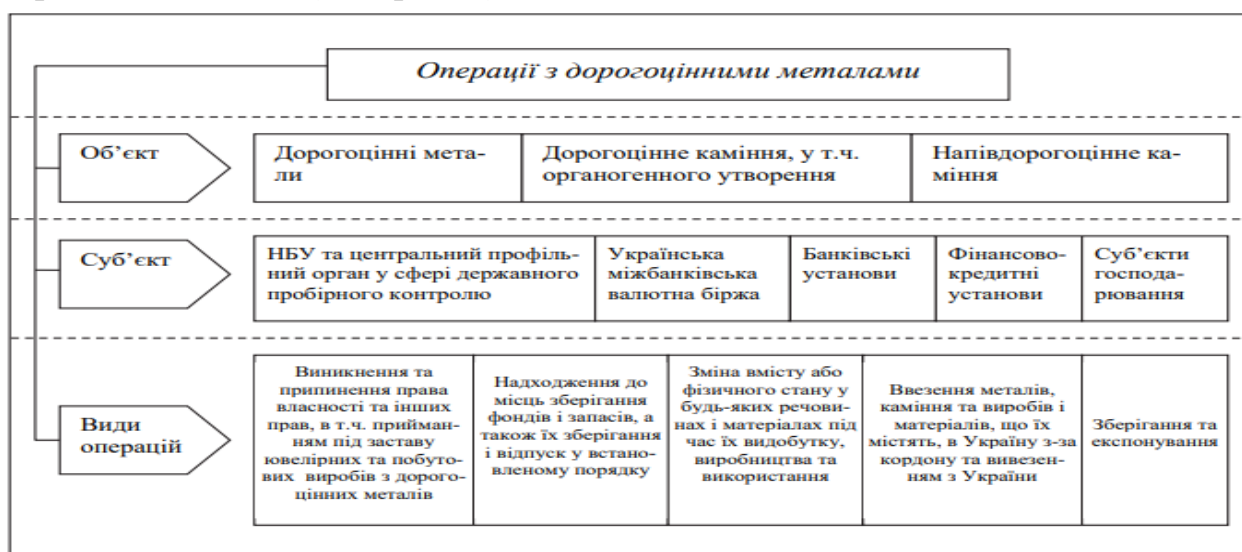 Операції з дорогоцінними металами
Об’єкт
Дорогоцінні мета-
ли
Дорогоцінне каміння, у т.ч.
органогенного утворення
Напівдорогоцінне ка-
міння
Суб’єкт
НБУ та центральний профіль-
ний орган у сфері державного
пробірного контролю
Українська
міжбанківська
валютна біржа
Банківські
установи
Фінансово-
кредитні
установи
Суб’єкти
господа-
рювання
Види
операцій
Виникнення та
припинення права
власності та інших
прав, в т.ч. прийман-
ням під заставу
ювелірних та побуто-
вих виробів з дорого-
цінних металів
Надходження до
місць зберігання
фондів і запасів, а
також їх зберігання
і відпуск у встано-
вленому порядку
Зміна вмісту або
фізичного стану у
будь-яких речови-
нах і матеріалах під
час їх видобутку,
виробництва та
використання
Ввезення металів,
каміння та виробів і
матеріалів, що їх
містять, в Україну з-за
кордону та вивезен-
ням з України
Зберігання та
експонування